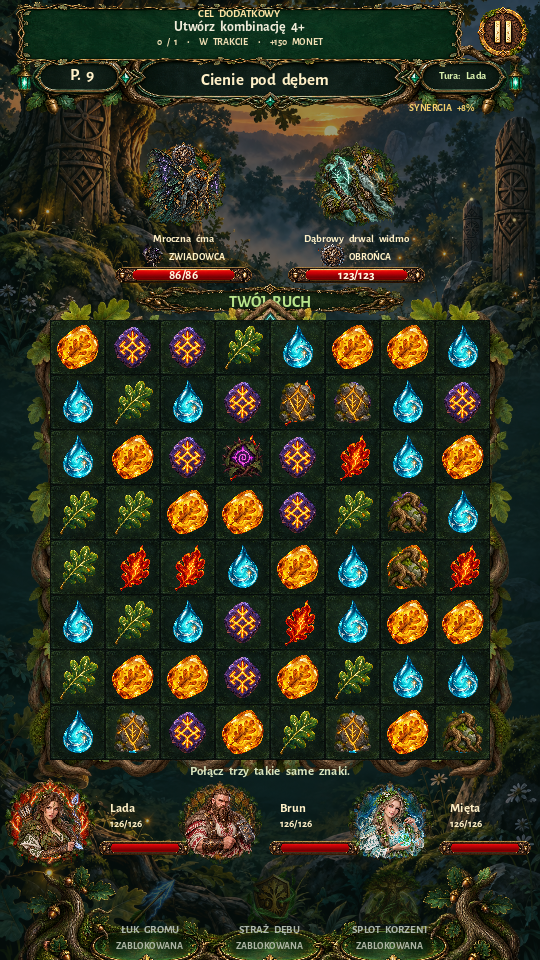 CEL DODATKOWY
Utwórz kombinację 4+
0 / 1 · W TRAKCIE · +150 MONET
P. 9
Cienie pod dębem
Tura: Lada
SYNERGIA +8%
Mroczna ćma
Dąbrowy drwal widmo
ZWIADOWCA
OBROŃCA
86/86
123/123
TWÓJ RUCH
Połącz trzy takie same znaki.
Lada
126/126
Brun
126/126
Mięta
126/126
ŁUK GROMU
STRAŻ DĘBU
SPLOT KORZENI
ZABLOKOWANA
ZABLOKOWANA
ZABLOKOWANA